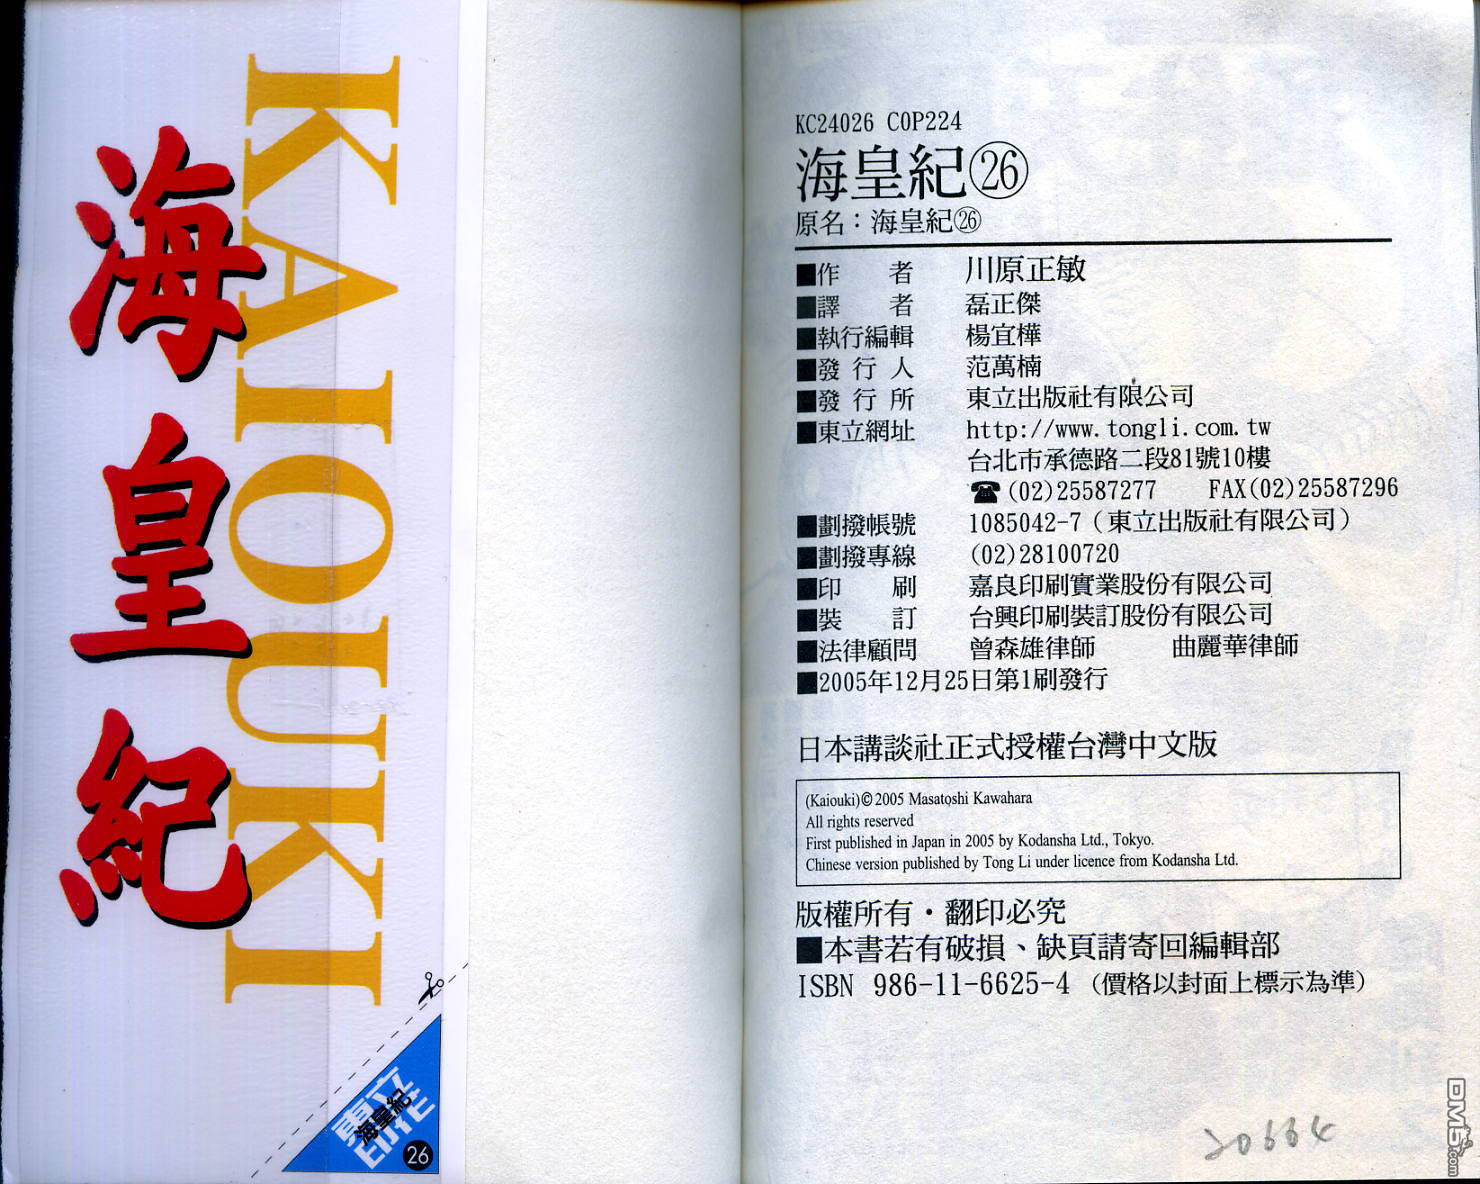 海皇紀
KAIOUKI
東立
印花
海皇紀
26
KC24026 COP224
海皇紀㉖
原名：海皇紀㉖
■作者 川原正敏
■譯者 磊正傑
■執行編輯 楊宜樺
■發行人 范萬楠
■發行所 東立出版社有限公司
■東立網址 http://www.tongli.com.tw
台北市承德路二段81號10樓
☎(02)25587277 FAX(02)25587296
■劃撥帳號 1085042-7（東立出版社有限公司）
■劃撥專線 (02)28100720
■印刷 嘉良印刷實業股份有限公司
■裝訂 台興印刷裝訂股份有限公司
■法律顧問 曾森雄律師 曲麗華律師
■2005年12月25日第1刷發行
日本講談社正式授權台灣中文版
(Kaiouki)©2005 Masatoshi Kawahara
All rights reserved
First published in Japan in 2005 by Kodansha Ltd., Tokyo.
Chinese version published by Tong Li under licence from Kodansha Ltd.
版權所有・翻印必究
■本書若有破損、缺頁請寄回編輯部
ISBN 986-11-6625-4（價格以封面上標示為準）
20664
DM5.com